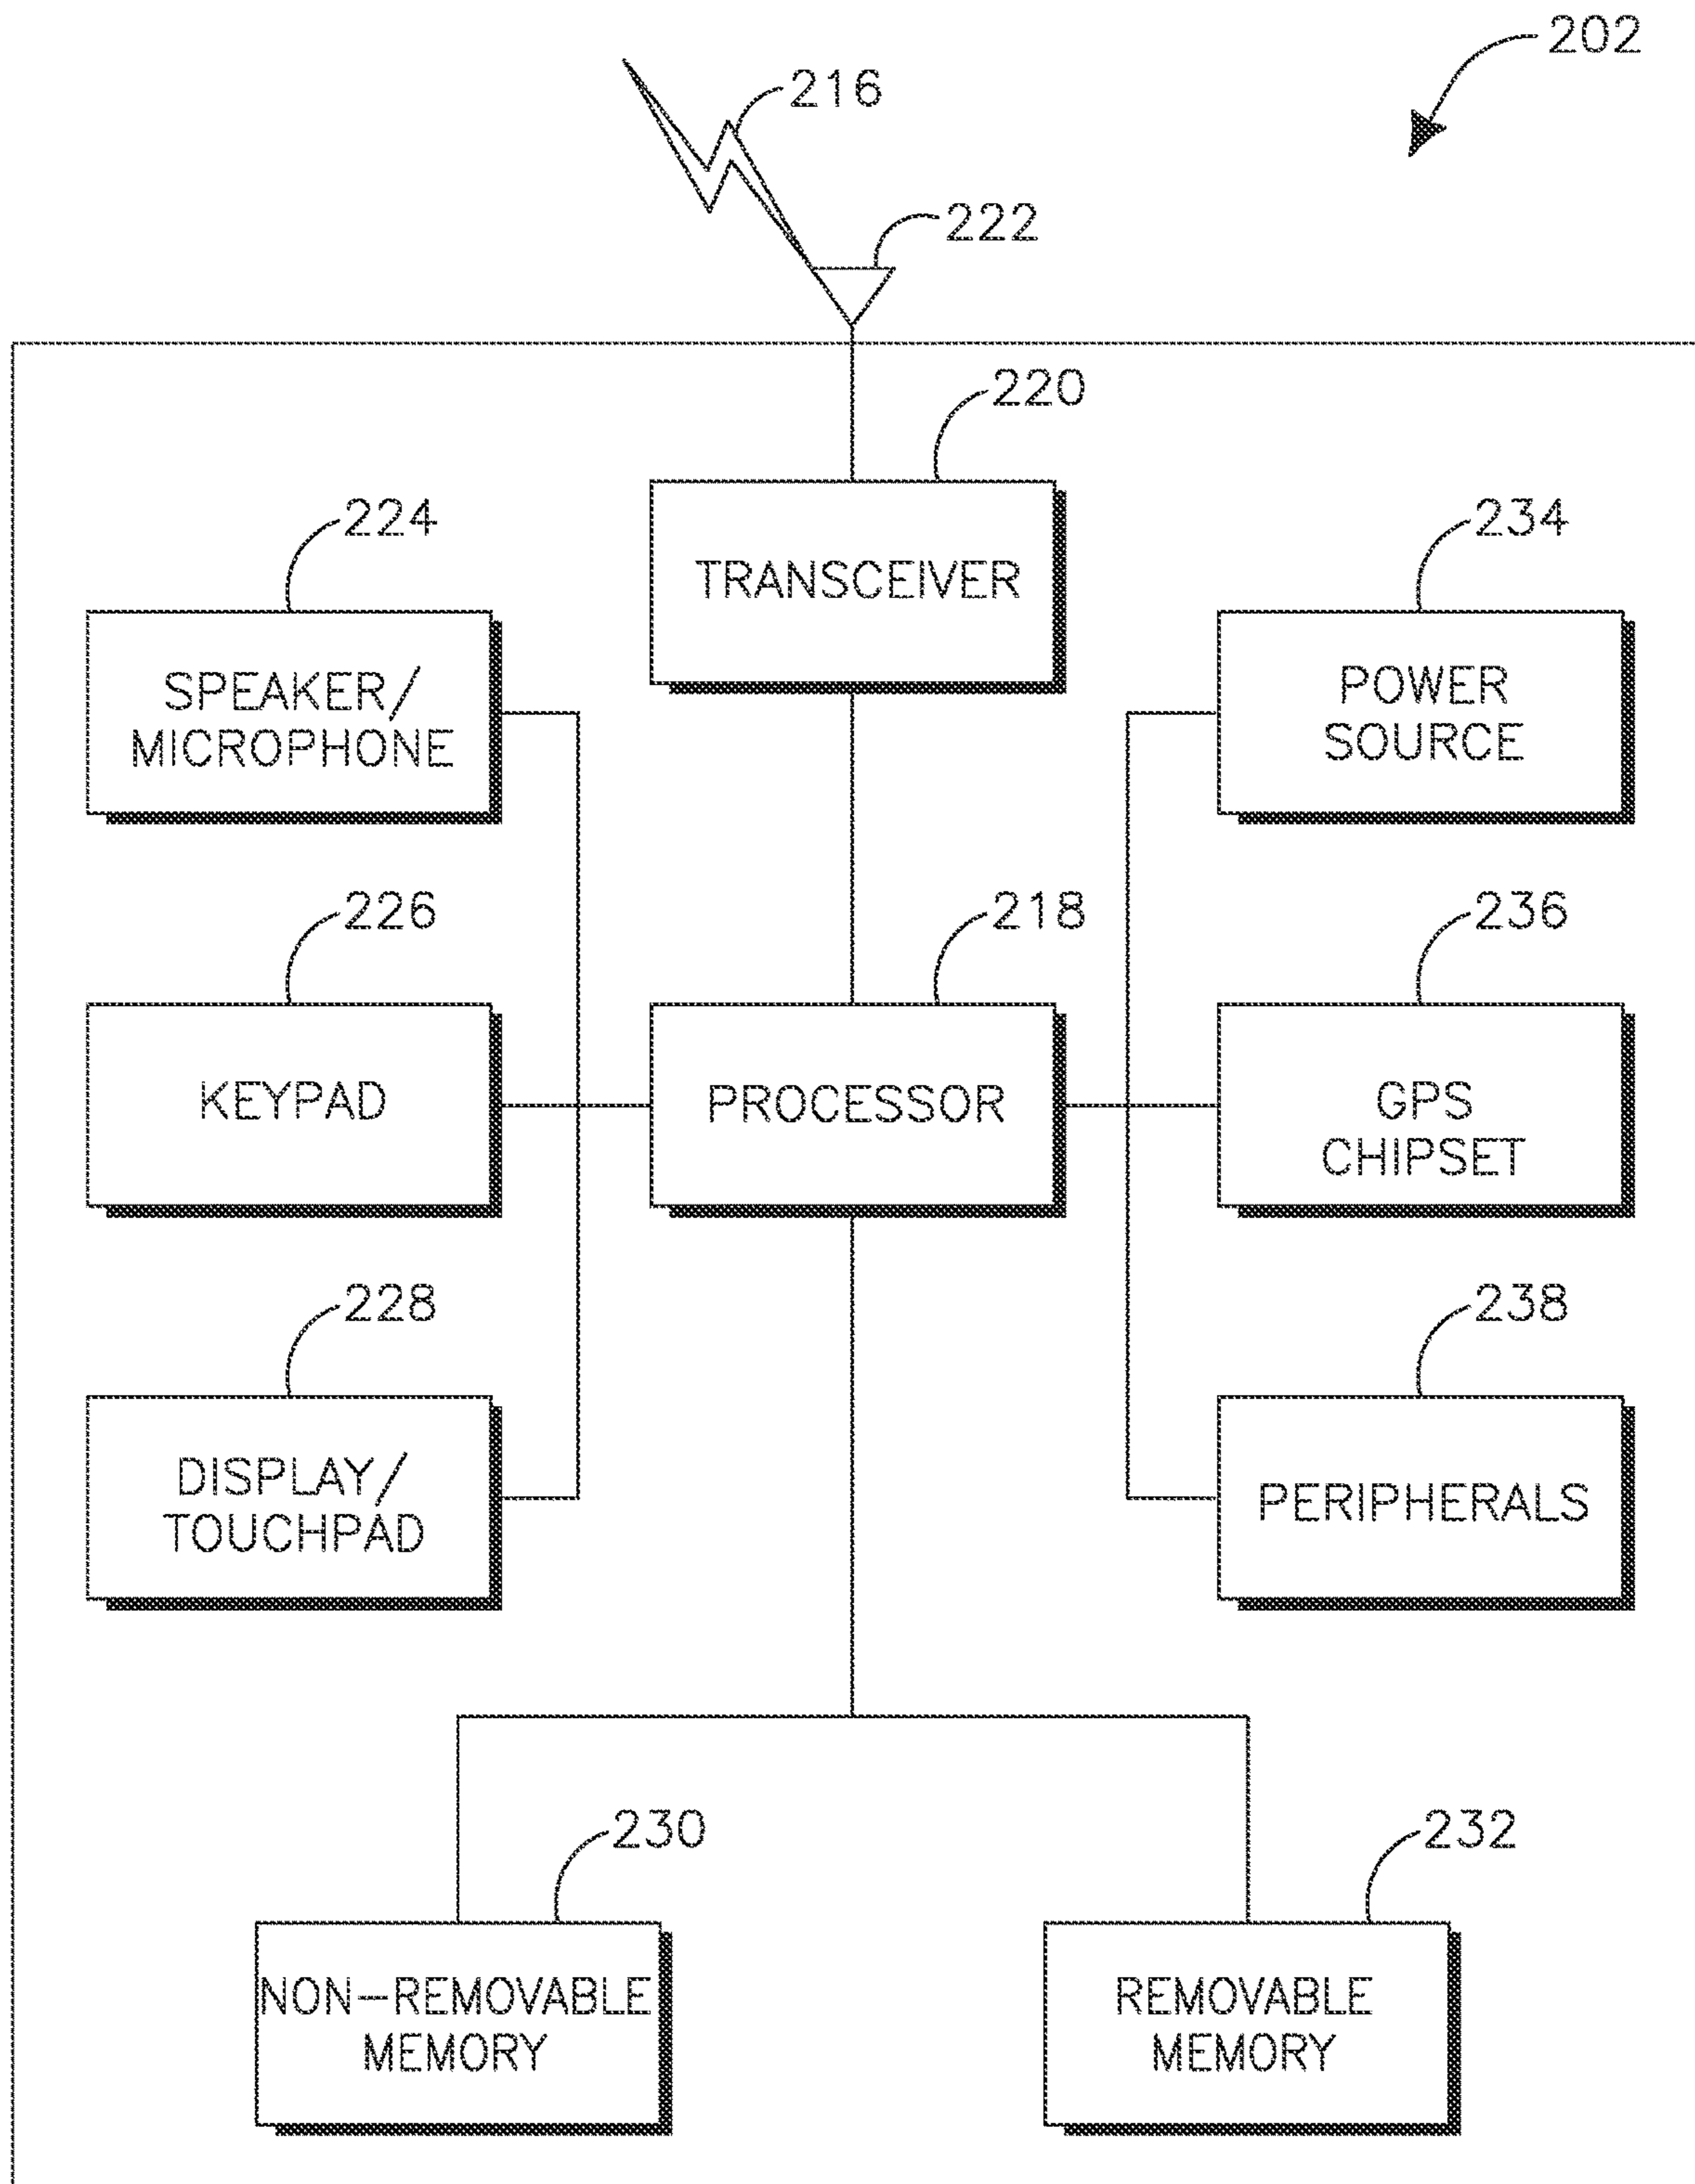 202
216
222
220
TRANSCEIVER
224
SPEAKER/
MICROPHONE
234
POWER
SOURCE
226
KEYPAD
218
PROCESSOR
236
GPS
CHIPSET
228
DISPLAY/
TOUCHPAD
238
PERIPHERALS
230
NON-REMOVABLE
MEMORY
232
REMOVABLE
MEMORY